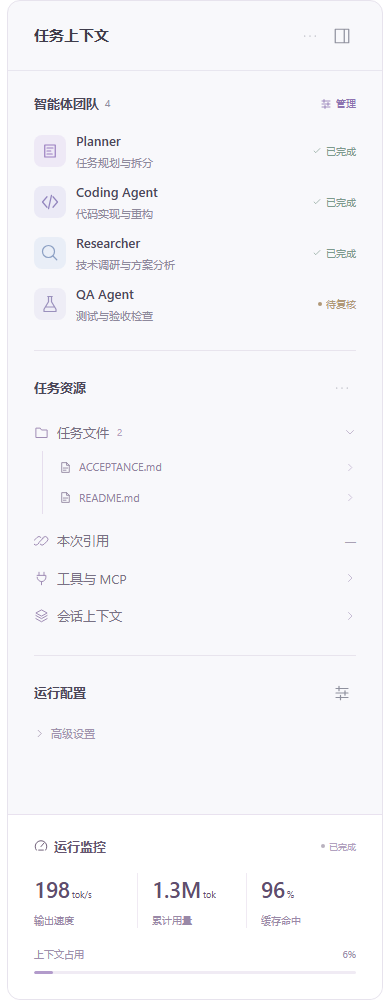 任务上下文
智能体团队 4 管理
Planner
任务规划与拆分
已完成
Coding Agent
代码实现与重构
已完成
Researcher
技术调研与方案分析
已完成
QA Agent
测试与验收检查
待复核
任务资源
任务文件 2
ACCEPTANCE.md
README.md
本次引用
工具与 MCP
会话上下文
运行配置
高级设置
运行监控 已完成
198 tok/s 1.3M tok 96 %
输出速度 累计用量 缓存命中
上下文占用 6%